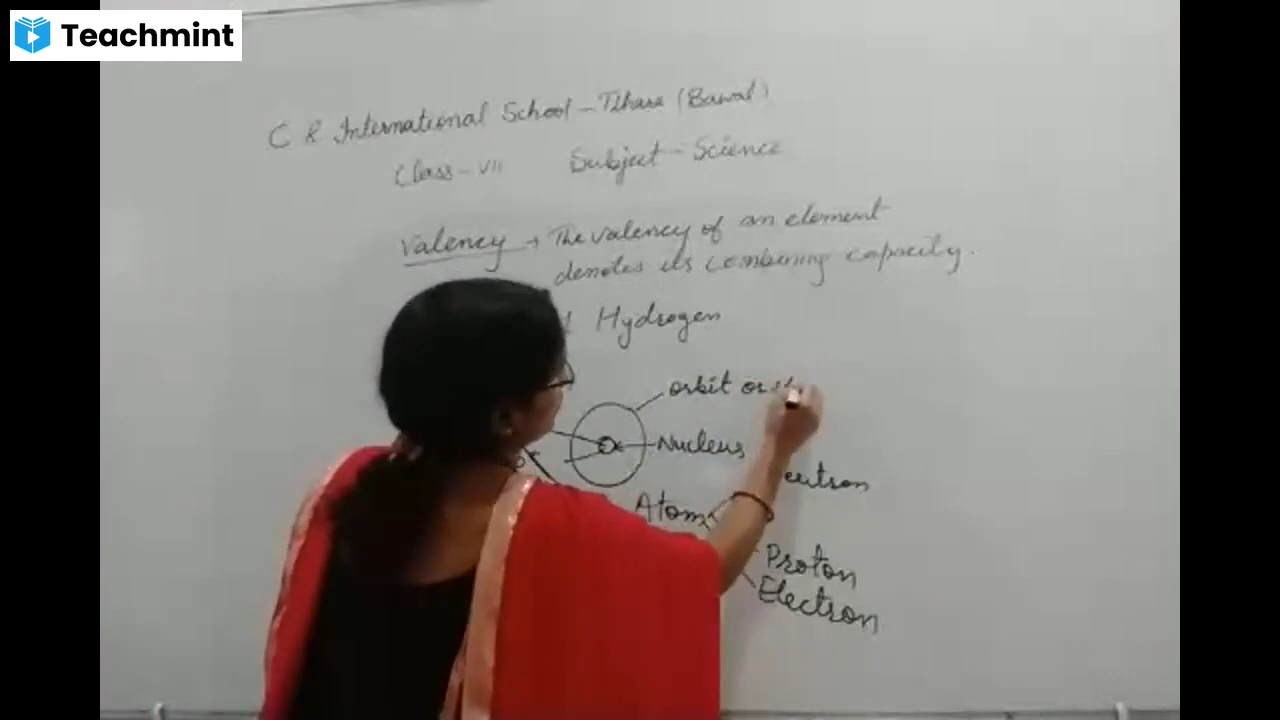 Teachmint
C R International School - Tihara (Bawal)
Class - VII Subject - Science
Valency → The valency of an element
denotes its combining capacity.
Hydrogen
orbit or
Nucleus
eutron
Atom
Proton
Electron